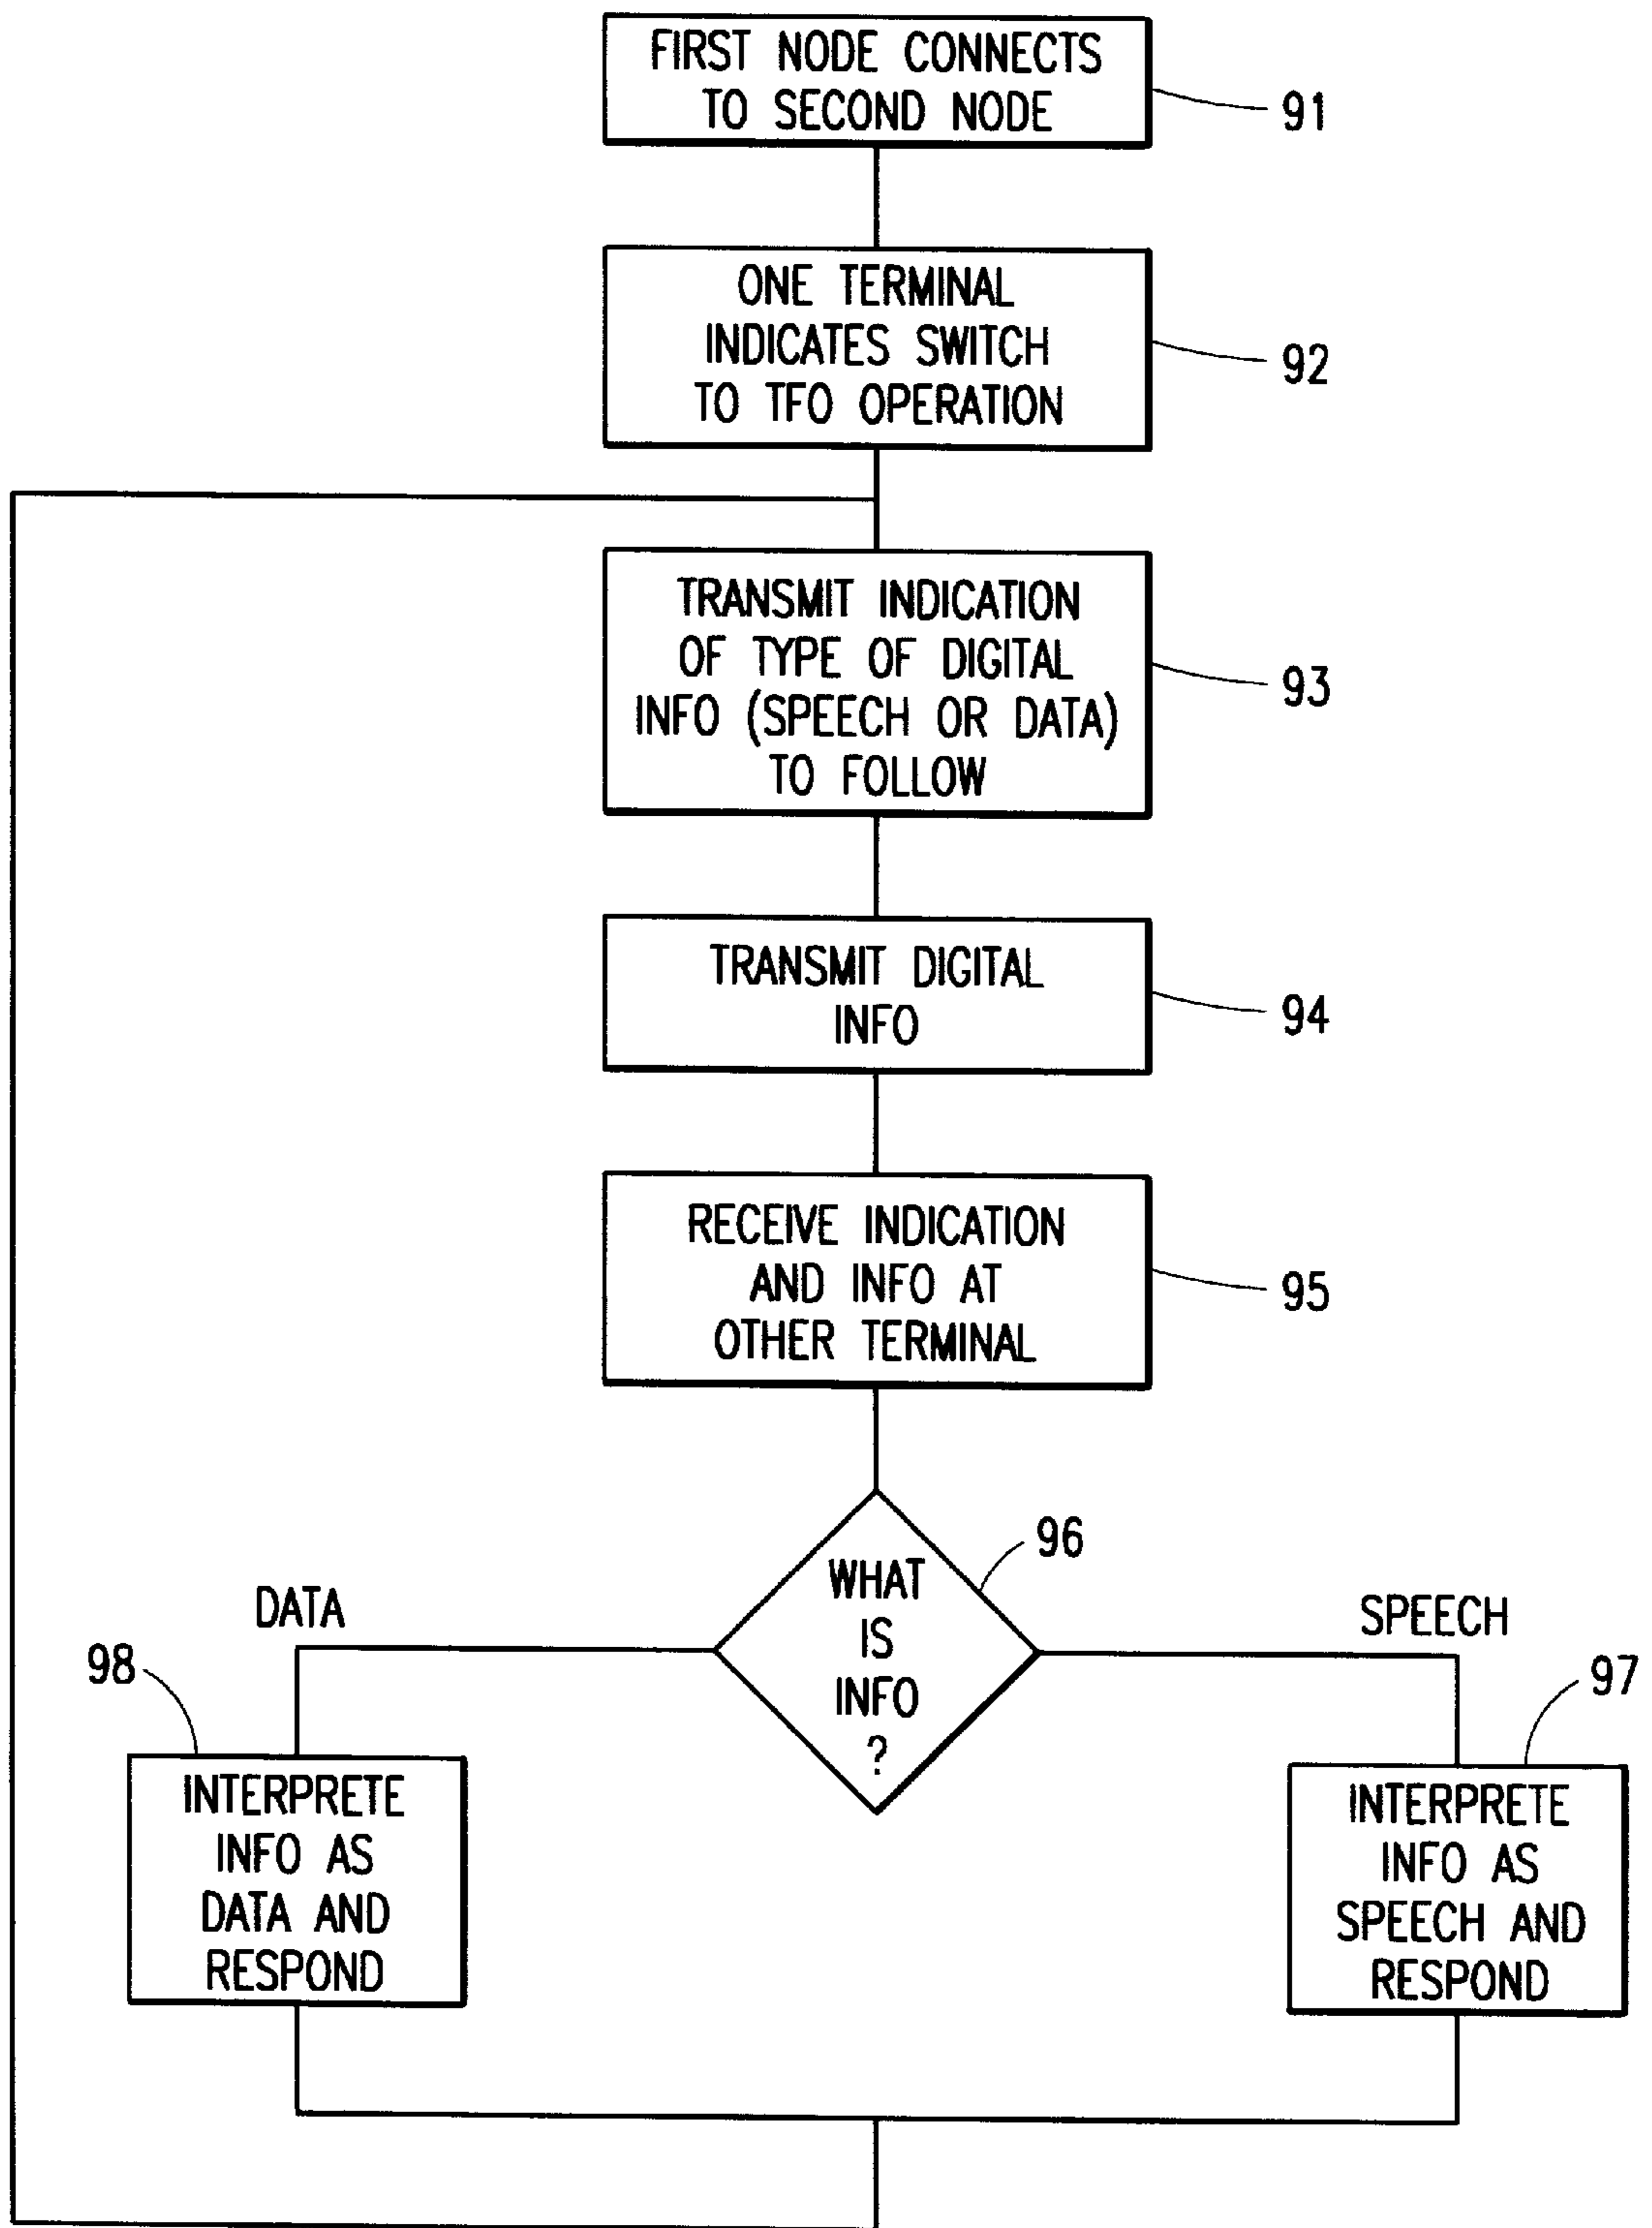 FIRST NODE CONNECTS
TO SECOND NODE
91
ONE TERMINAL
INDICATES SWITCH
TO TFO OPERATION
92
TRANSMIT INDICATION
OF TYPE OF DIGITAL
INFO (SPEECH OR DATA)
TO FOLLOW
93
TRANSMIT DIGITAL
INFO
94
RECEIVE INDICATION
AND INFO AT
OTHER TERMINAL
95
WHAT
IS
INFO
?
96
DATA
98
INTERPRETE
INFO AS
DATA AND
RESPOND
SPEECH
97
INTERPRETE
INFO AS
SPEECH AND
RESPOND